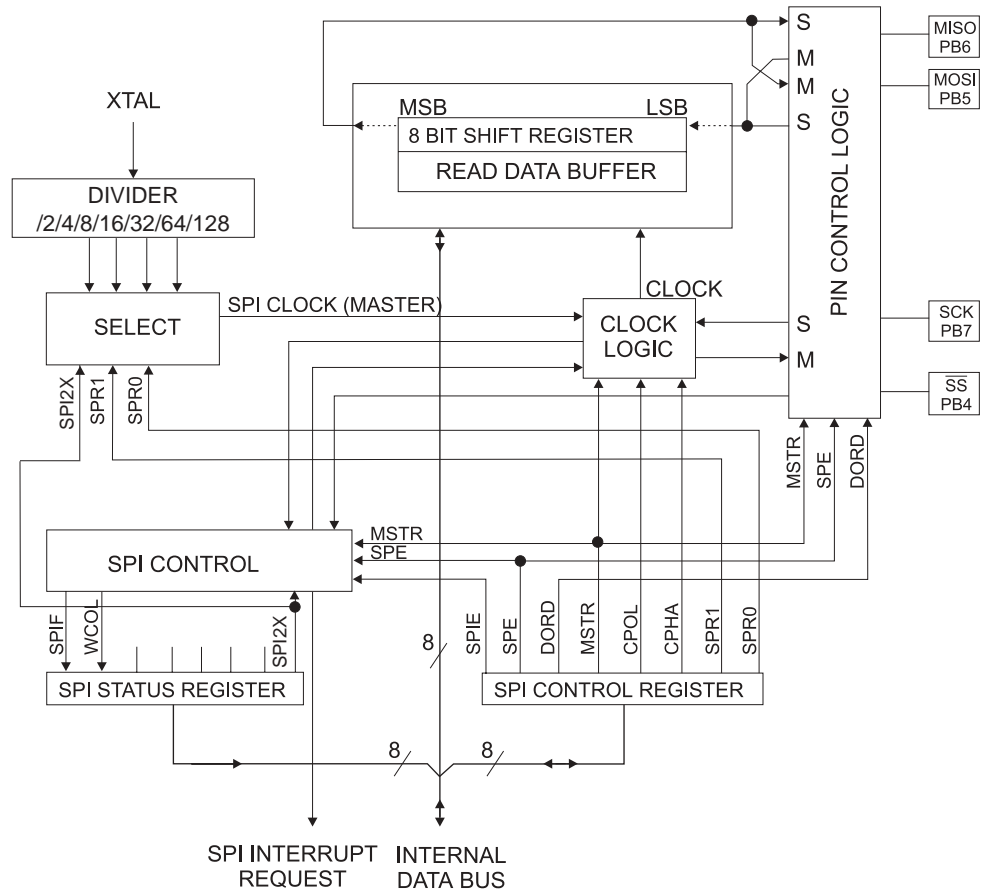 S
MISO
PB6
M
M
MOSI
PB5
XTAL
MSB
LSB
S
8 BIT SHIFT REGISTER
READ DATA BUFFER
PIN CONTROL LOGIC
DIVIDER
/2/4/8/16/32/64/128
SPI CLOCK (MASTER)
CLOCK
SELECT
CLOCK
LOGIC
S
SCK
PB7
M
SS
PB4
SPI2X
SPR1
SPR0
MSTR
SPE
DORD
MSTR
SPE
SPI CONTROL
SPIF
WCOL
SPI2X
8
SPIE
SPE
DORD
MSTR
CPOL
CPHA
SPR1
SPR0
SPI STATUS REGISTER
SPI CONTROL REGISTER
8
8
SPI INTERRUPT
REQUEST
INTERNAL
DATA BUS